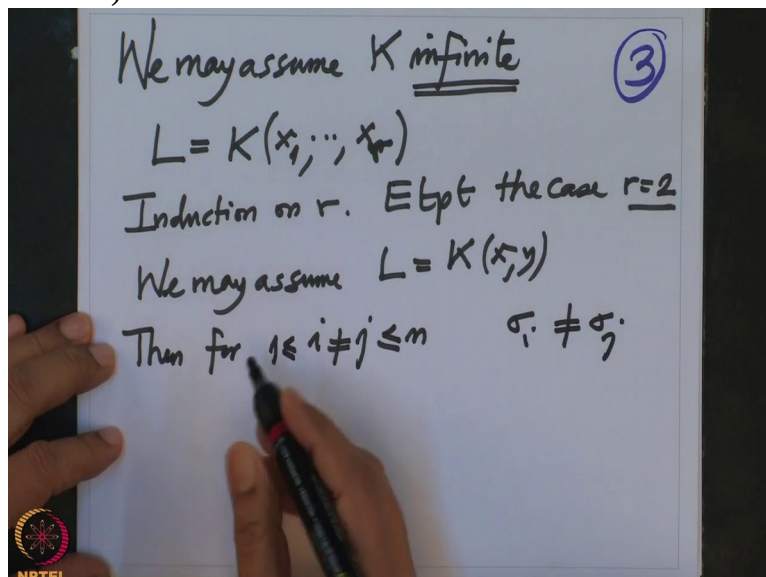 We may assume K infinite
3
L = K(x₁, ..., xᵣ)
Induction on r. Etpt the case r=2
We may assume L = K(x,y)
Then for 1 ≤ i ≠ j ≤ n σᵢ ≠ σⱼ
NPTEL